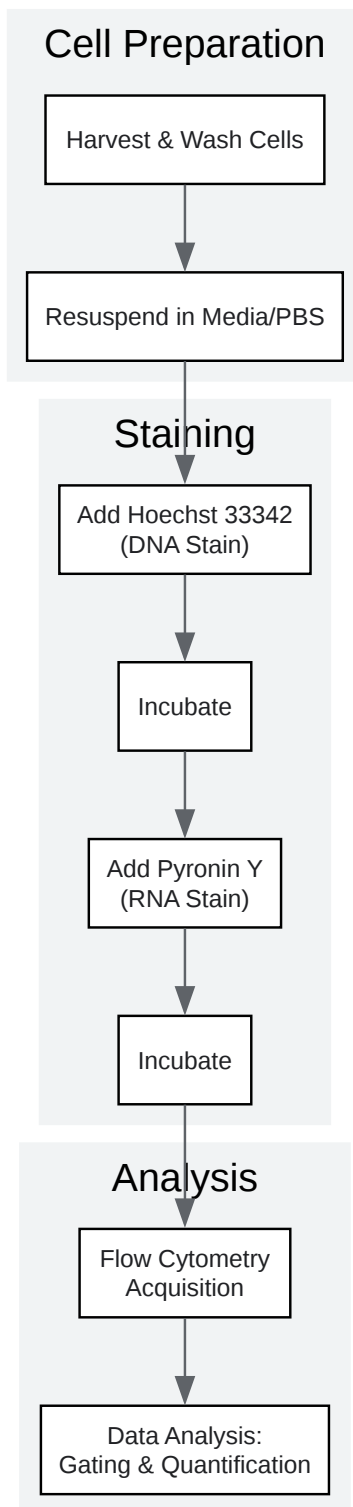 Cell Preparation
Harvest & Wash Cells
Resuspend in Media/PBS
Staining
Add Hoechst 33342
(DNA Stain)
Incubate
Add Pyronin Y
(RNA Stain)
Incubate
Analysis
Flow Cytometry
Acquisition
Data Analysis:
Gating & Quantification